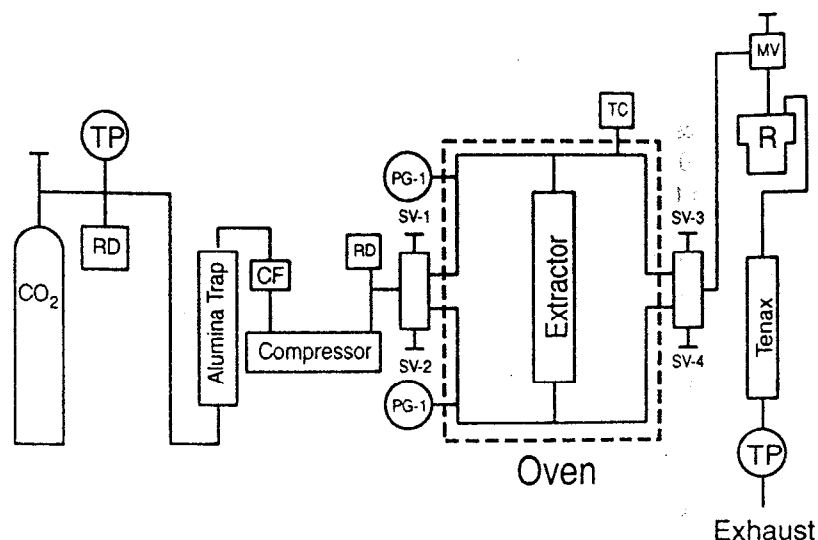 TP
RD
CO2
Alumina Trap
CF
Compressor
RD
PG-1
SV-1
SV-2
PG-1
TC
Extractor
Oven
SV-3
SV-4
MV
R
Tenax
TP
Exhaust